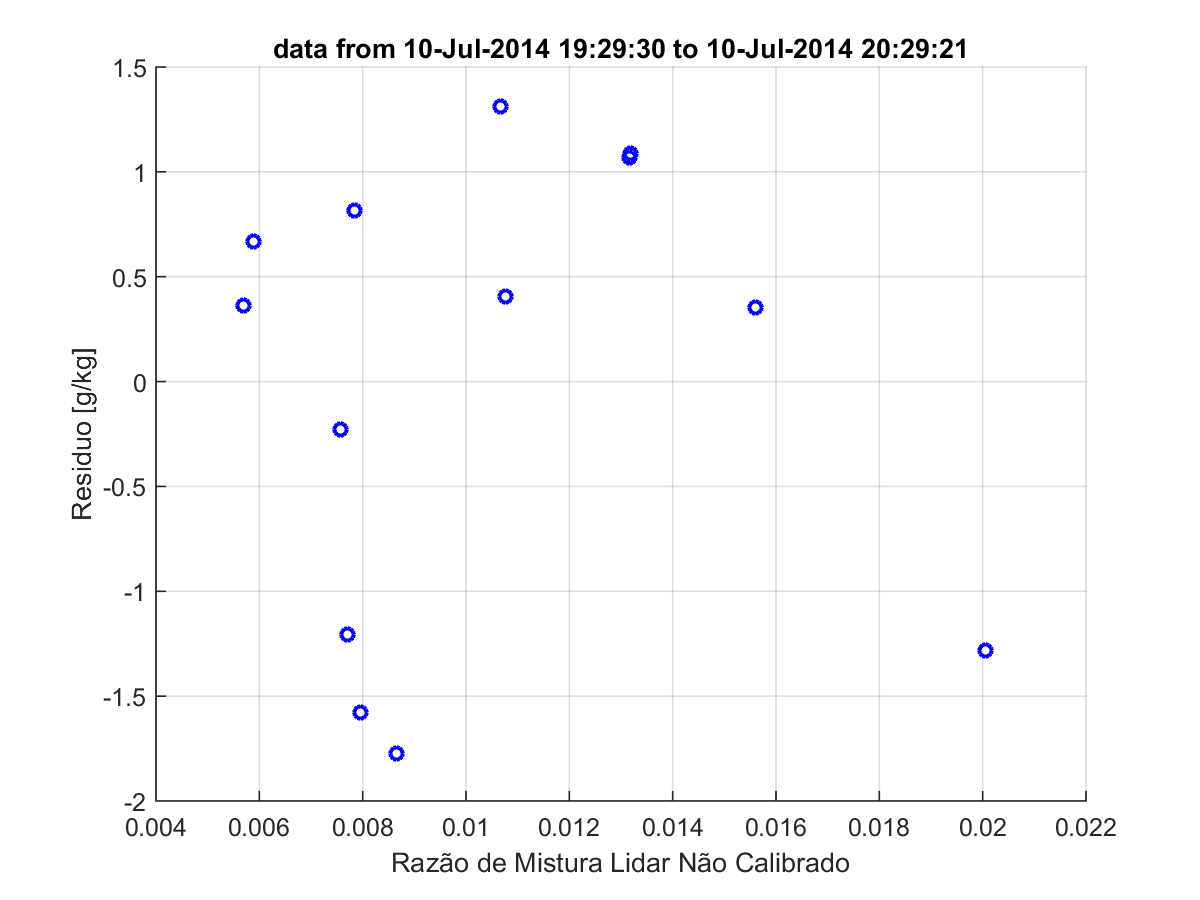 data from 10-Jul-2014 19:29:30 to 10-Jul-2014 20:29:21
1.5
1
0.5
0
-0.5
-1
-1.5
-2
Residuo [g/kg]
0.004 0.006 0.008 0.01 0.012 0.014 0.016 0.018 0.02 0.022
Razão de Mistura Lidar Não Calibrado